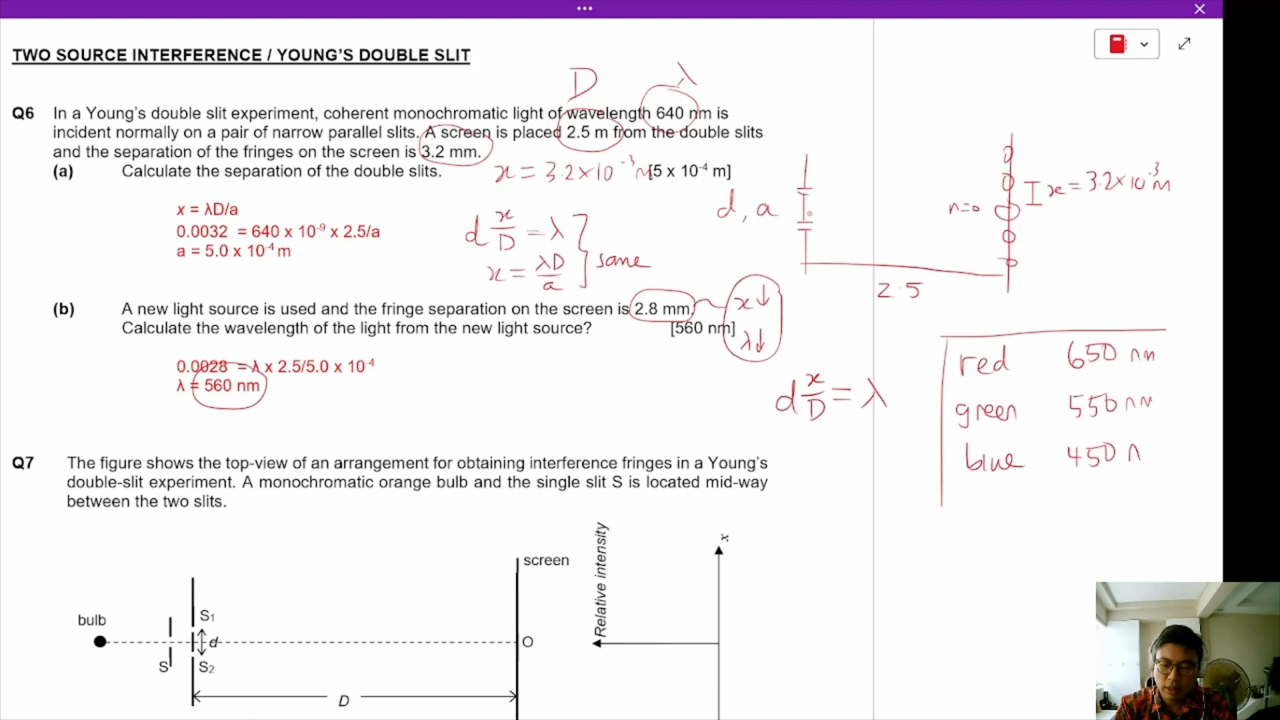 TWO SOURCE INTERFERENCE / YOUNG'S DOUBLE SLIT
D
λ
Q6 In a Young's double slit experiment, coherent monochromatic light of wavelength 640 nm is
incident normally on a pair of narrow parallel slits. A screen is placed 2.5 m from the double slits
and the separation of the fringes on the screen is 3.2 mm.
(a) Calculate the separation of the double slits. x = 3.2×10⁻³ m [5 x 10⁻⁴ m]
x = λD/a
0.0032 = 640 x 10⁻⁹ x 2.5/a
a = 5.0 x 10⁻⁴ m
d x/D = λ
x = λD/a
} same
d, a
n=0
x = 3.2×10⁻³ m
2.5
(b) A new light source is used and the fringe separation on the screen is 2.8 mm.
Calculate the wavelength of the light from the new light source? [560 nm]
x↓
λ↓
0.0028 = λ x 2.5/5.0 x 10⁻⁴
λ = 560 nm
d x/D = λ
red 650 nm
green 550 nm
blue 450 n
Q7 The figure shows the top-view of an arrangement for obtaining interference fringes in a Young's
double-slit experiment. A monochromatic orange bulb and the single slit S is located mid-way
between the two slits.
bulb
S
S1
d
S2
D
screen
O
Relative intensity
x